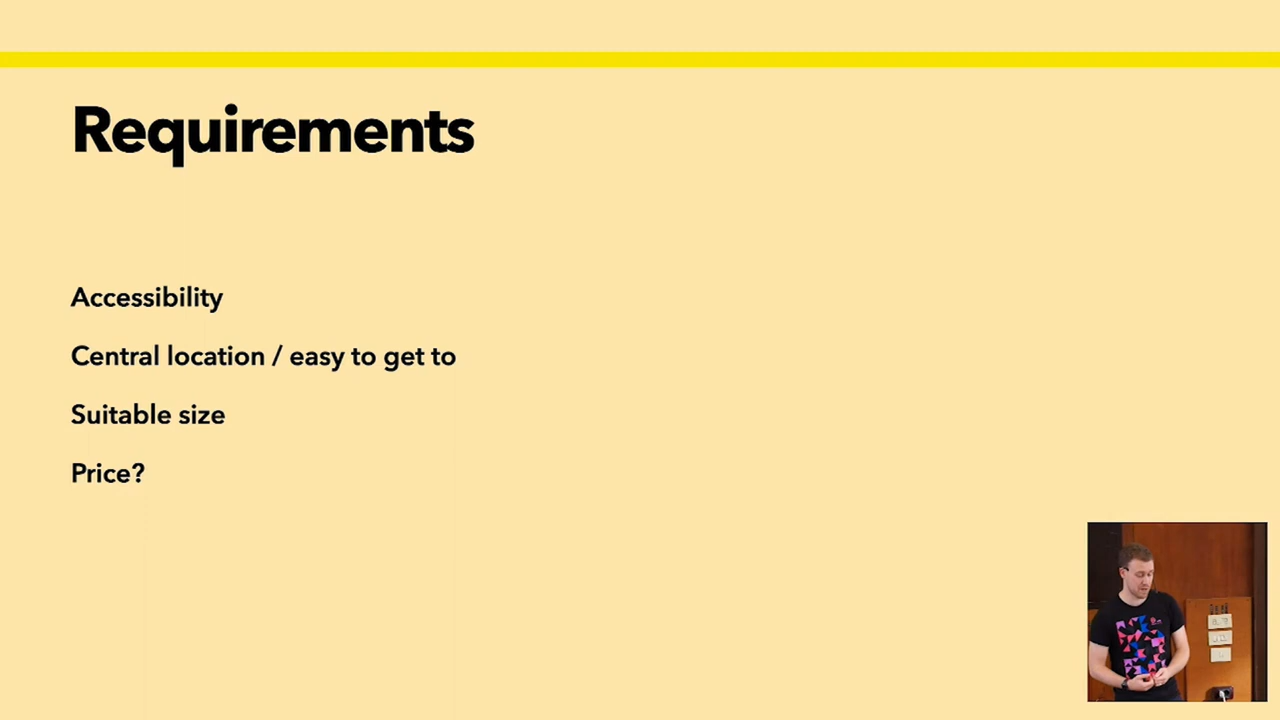 Requirements
Accessibility
Central location / easy to get to
Suitable size
Price?